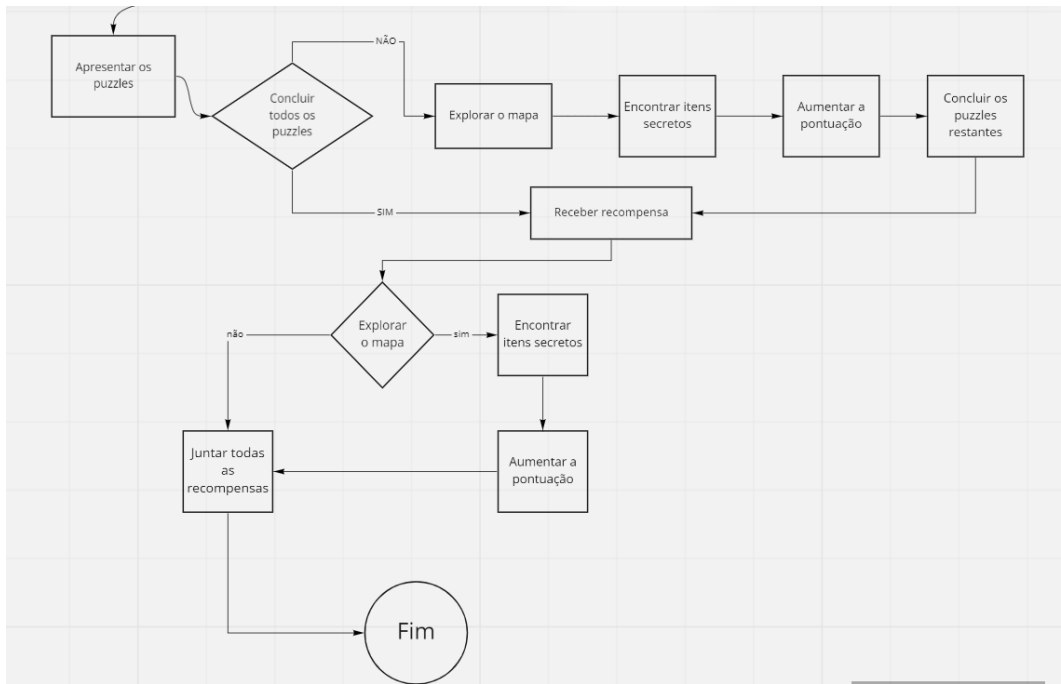 Apresentar os
puzzles
NÃO
Concluir
todos os
puzzles
Explorar o mapa
Encontrar itens
secretos
Aumentar a
pontuação
Concluir os
puzzles
restantes
SIM
Receber recompensa
Explorar
o mapa
não
sim
Encontrar
itens secretos
Juntar todas
as
recompensas
Aumentar a
pontuação
Fim